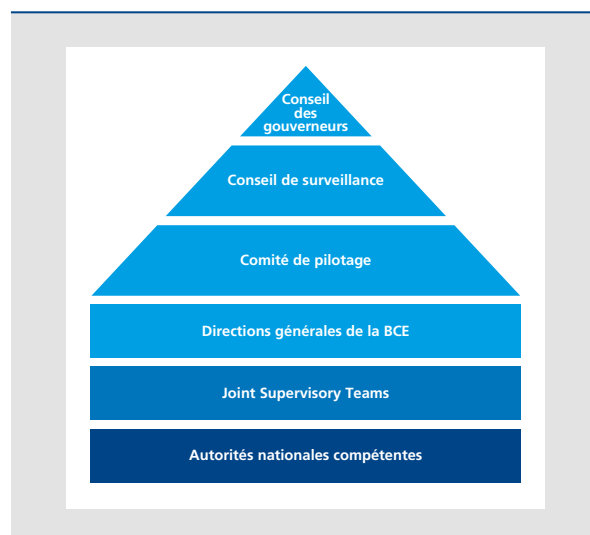 Conseil
des
gouverneurs
Conseil de surveillance
Comité de pilotage
Directions générales de la BCE
Joint Supervisory Teams
Autorités nationales compétentes